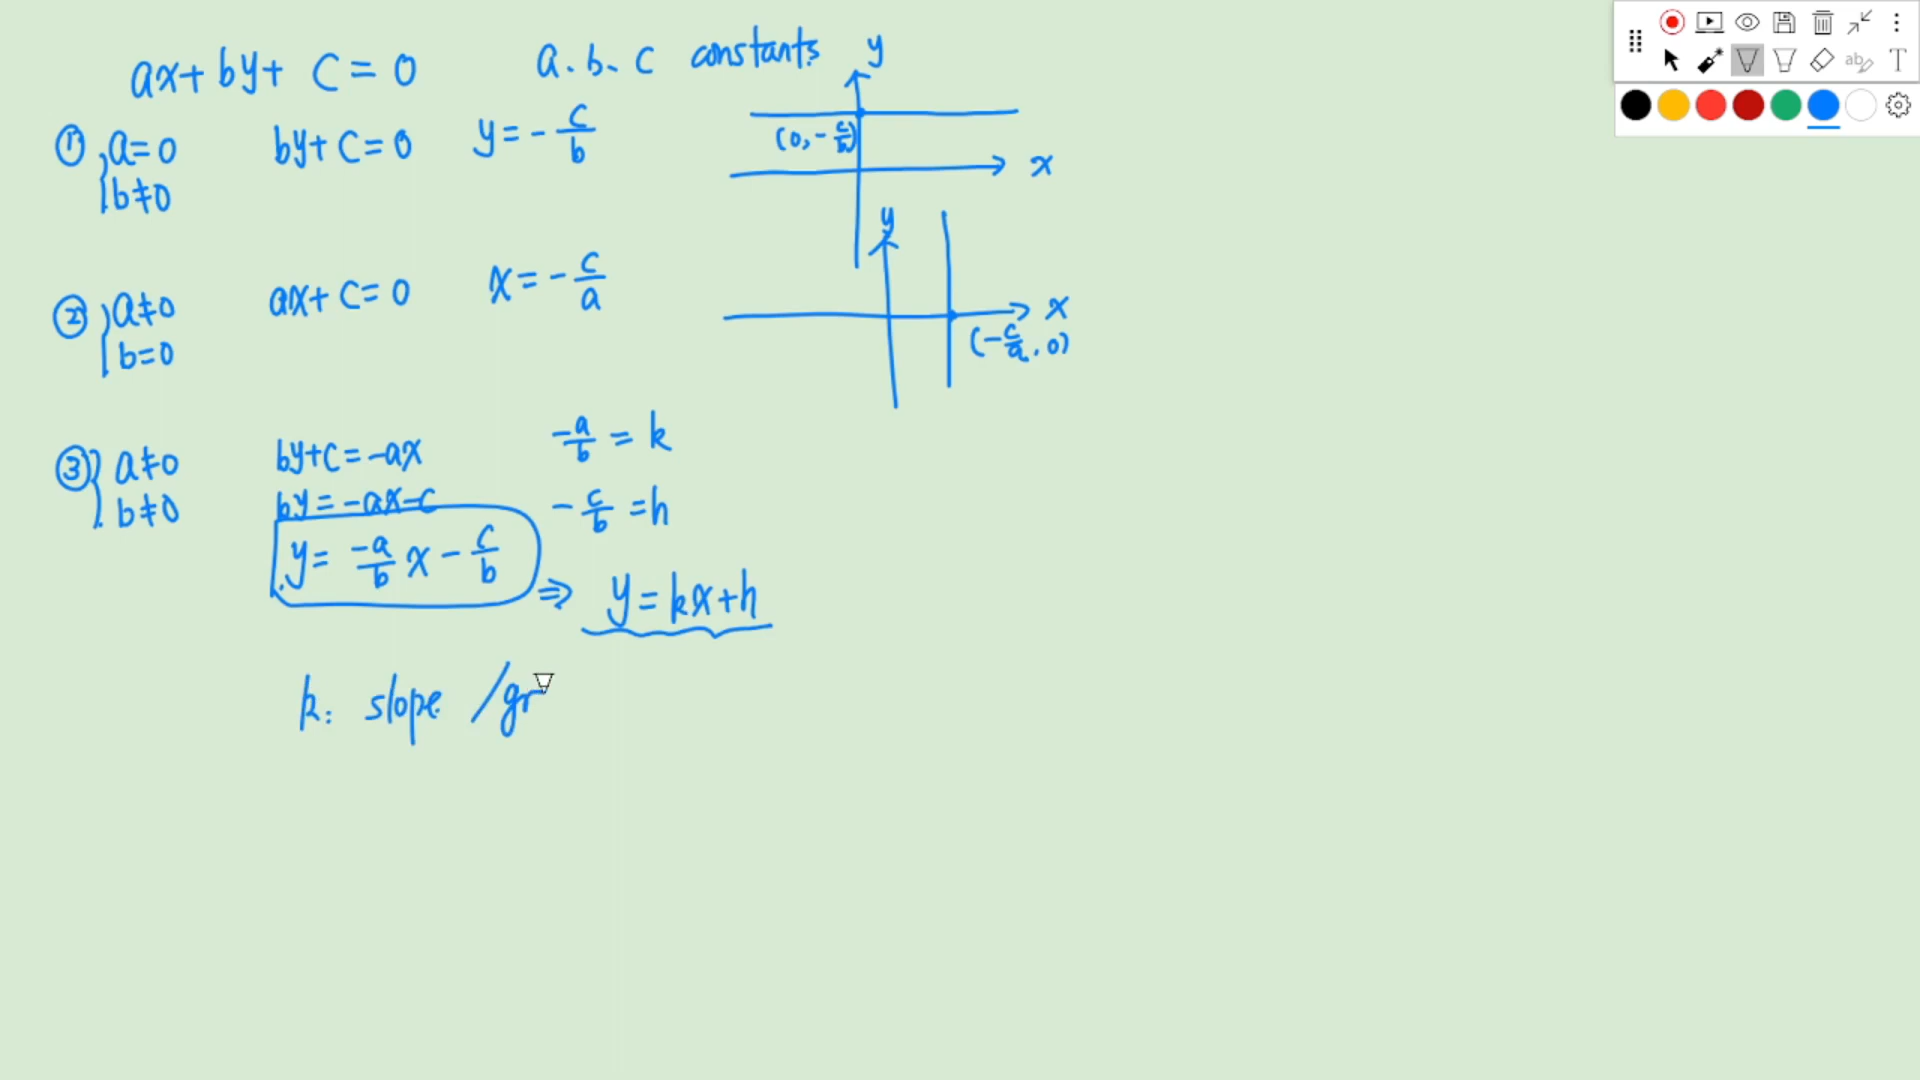 ax+by+c=0 a.b.c constants
① {a=0 by+c=0 y=-c/b
b≠0
y
(0,-c/b)
x
② {a≠0 ax+c=0 x=-c/a
b=0
y
x
(-c/a,0)
③ {a≠0 by+c=-ax -a/b=k
b≠0 by=-ax-c -c/b=h
y=-a/b x-c/b ⇒ y=kx+h
k: slope /gr
ab
T